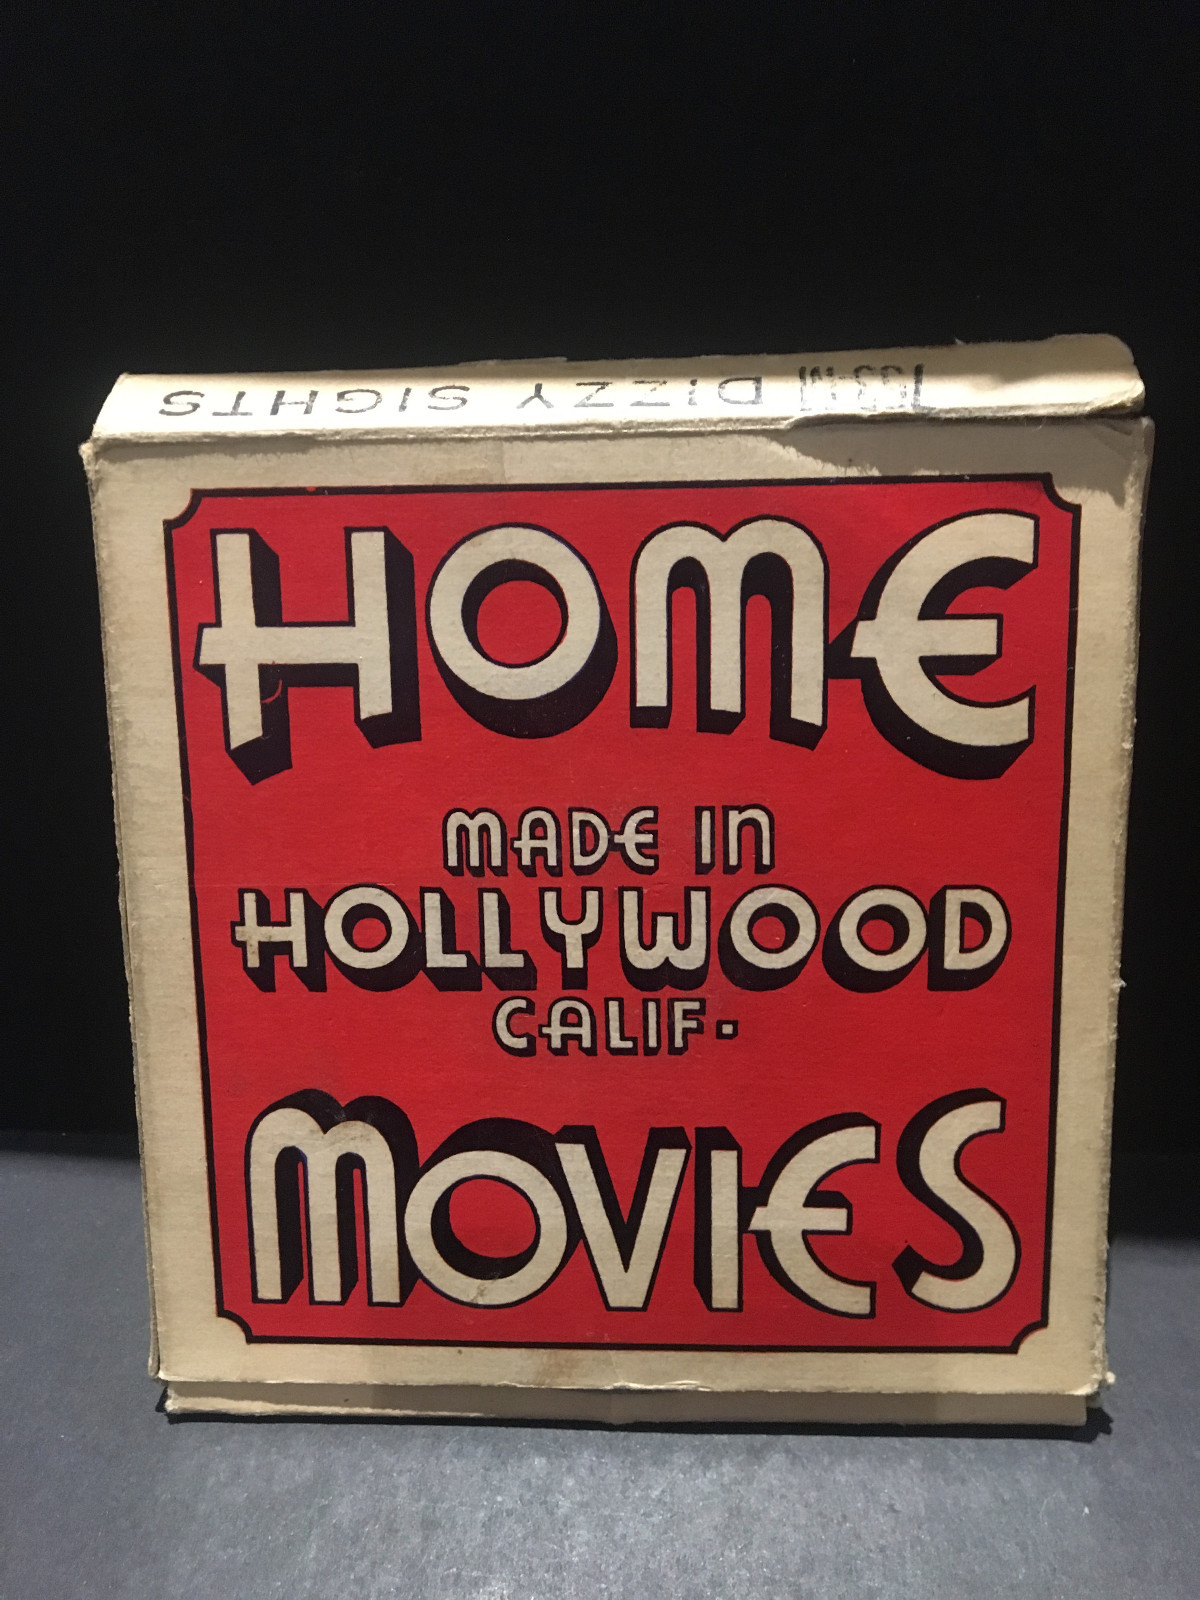 DIZZY SIGHTS
HOME
MADE IN
HOLLYWOOD
CALIF.
MOVIES